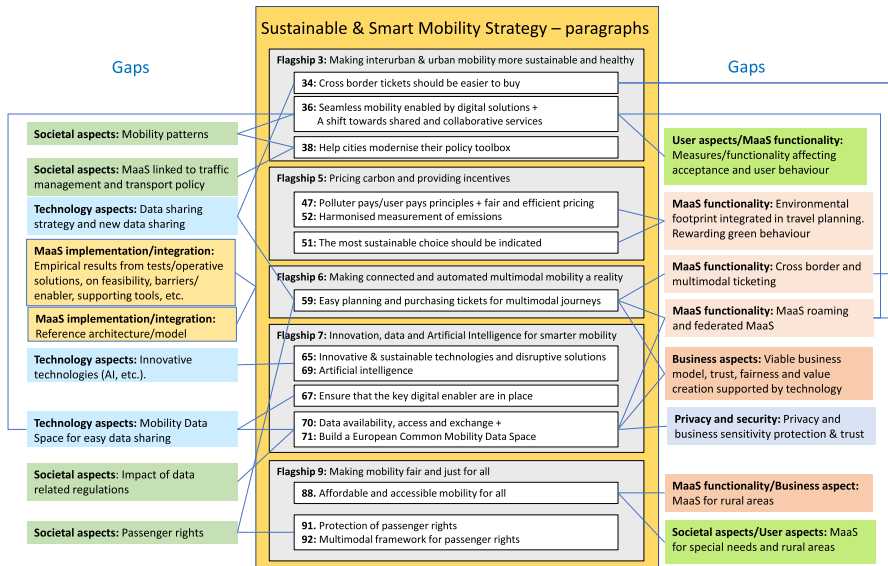 Sustainable & Smart Mobility Strategy – paragraphs
Gaps
Societal aspects: Mobility patterns
Societal aspects: MaaS linked to traffic
management and transport policy
Technology aspects: Data sharing
strategy and new data sharing
MaaS implementation/integration:
Empirical results from tests/operative
solutions, on feasibility, barriers/
enabler, supporting tools, etc.
MaaS implementation/integration:
Reference architecture/model
Technology aspects: Innovative
technologies (AI, etc.).
Technology aspects: Mobility Data
Space for easy data sharing
Societal aspects: Impact of data
related regulations
Societal aspects: Passenger rights
Flagship 3: Making interurban & urban mobility more sustainable and healthy
34: Cross border tickets should be easier to buy
36: Seamless mobility enabled by digital solutions +
A shift towards shared and collaborative services
38: Help cities modernise their policy toolbox
Flagship 5: Pricing carbon and providing incentives
47: Polluter pays/user pays principles + fair and efficient pricing
52: Harmonised measurement of emissions
51: The most sustainable choice should be indicated
Flagship 6: Making connected and automated multimodal mobility a reality
59: Easy planning and purchasing tickets for multimodal journeys
Flagship 7: Innovation, data and Artificial Intelligence for smarter mobility
65: Innovative & sustainable technologies and disruptive solutions
69: Artificial intelligence
67: Ensure that the key digital enabler are in place
70: Data availability, access and exchange +
71: Build a European Common Mobility Data Space
Flagship 9: Making mobility fair and just for all
88. Affordable and accessible mobility for all
91. Protection of passenger rights
92: Multimodal framework for passenger rights
Gaps
User aspects/MaaS functionality:
Measures/functionality affecting
acceptance and user behaviour
MaaS functionality: Environmental
footprint integrated in travel planning.
Rewarding green behaviour
MaaS functionality: Cross border and
multimodal ticketing
MaaS functionality: MaaS roaming
and federated MaaS
Business aspects: Viable business
model, trust, fairness and value
creation supported by technology
Privacy and security: Privacy and
business sensitivity protection & trust
MaaS functionality/Business aspect:
MaaS for rural areas
Societal aspects/User aspects: MaaS
for special needs and rural areas